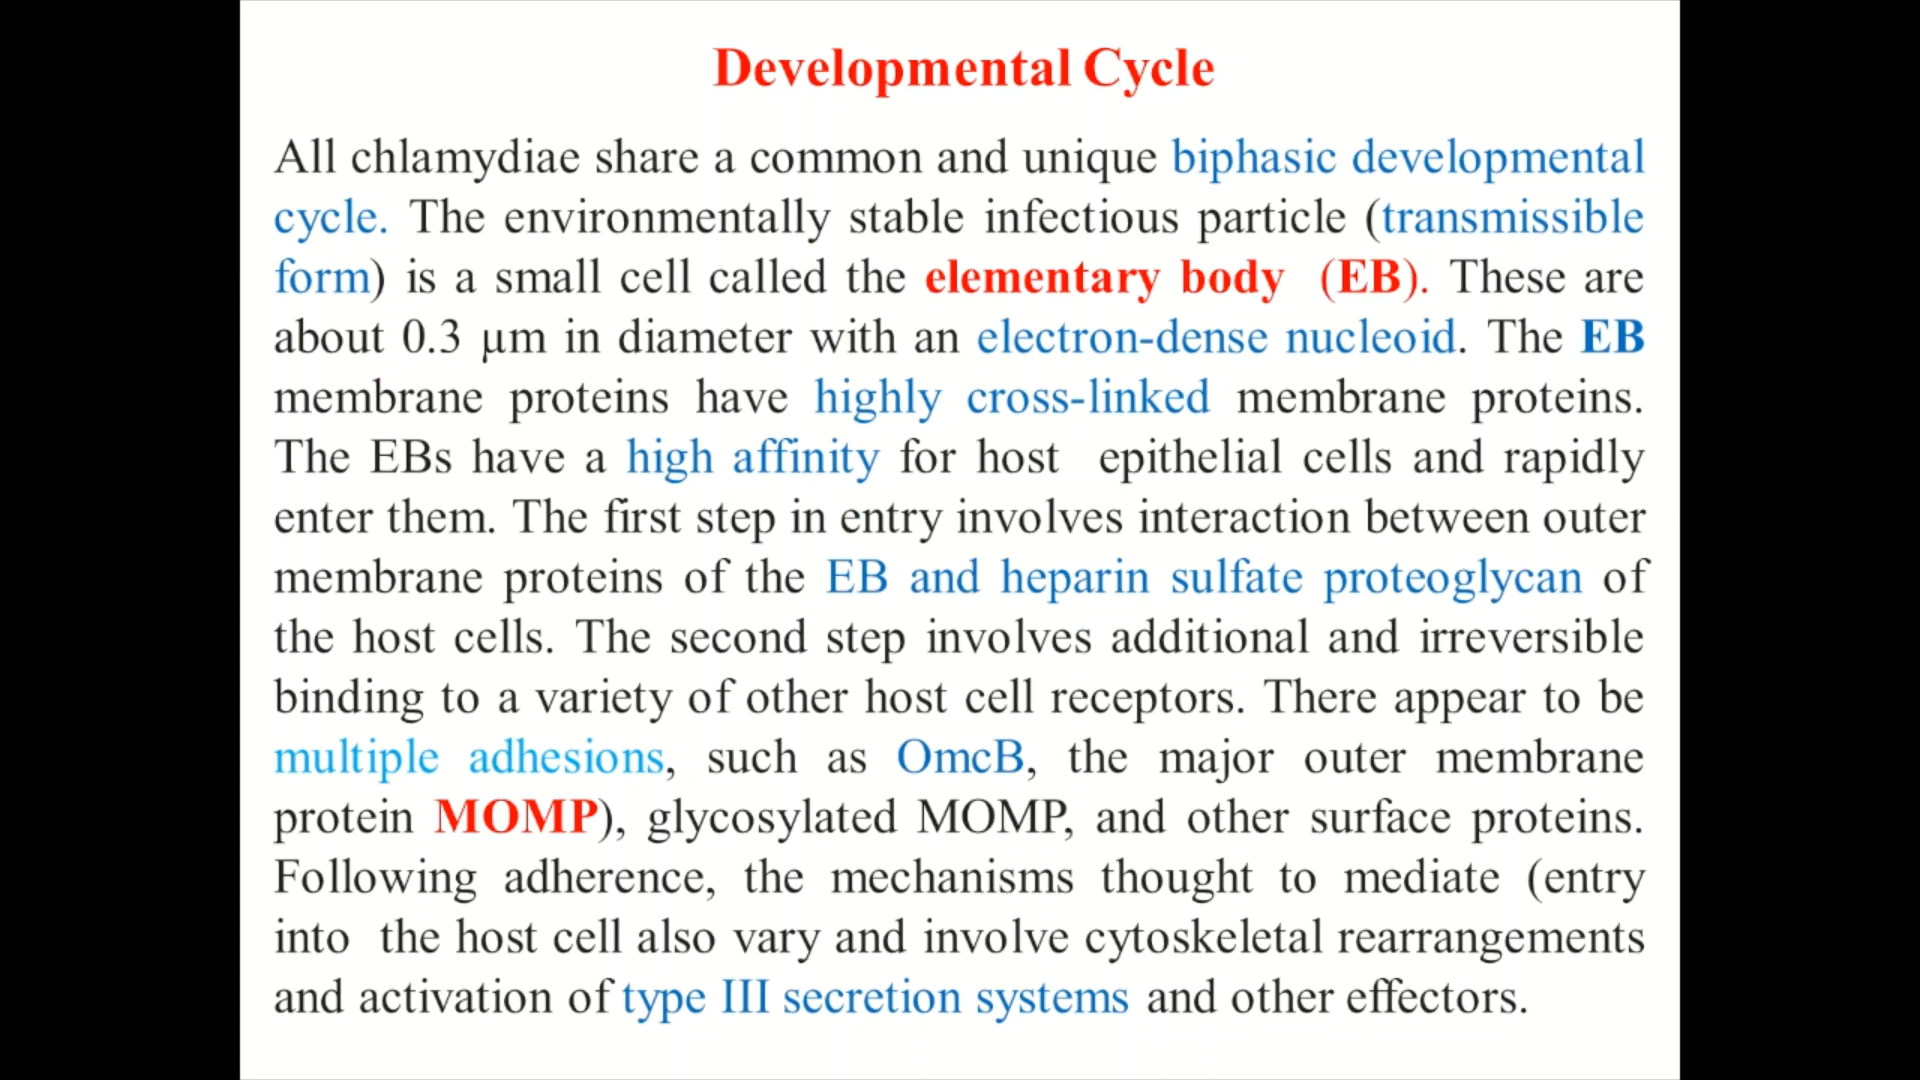 Developmental Cycle
All chlamydiae share a common and unique biphasic developmental
cycle. The environmentally stable infectious particle (transmissible
form) is a small cell called the elementary body (EB). These are
about 0.3 µm in diameter with an electron-dense nucleoid. The EB
membrane proteins have highly cross-linked membrane proteins.
The EBs have a high affinity for host epithelial cells and rapidly
enter them. The first step in entry involves interaction between outer
membrane proteins of the EB and heparin sulfate proteoglycan of
the host cells. The second step involves additional and irreversible
binding to a variety of other host cell receptors. There appear to be
multiple adhesions, such as OmcB, the major outer membrane
protein MOMP), glycosylated MOMP, and other surface proteins.
Following adherence, the mechanisms thought to mediate (entry
into the host cell also vary and involve cytoskeletal rearrangements
and activation of type III secretion systems and other effectors.